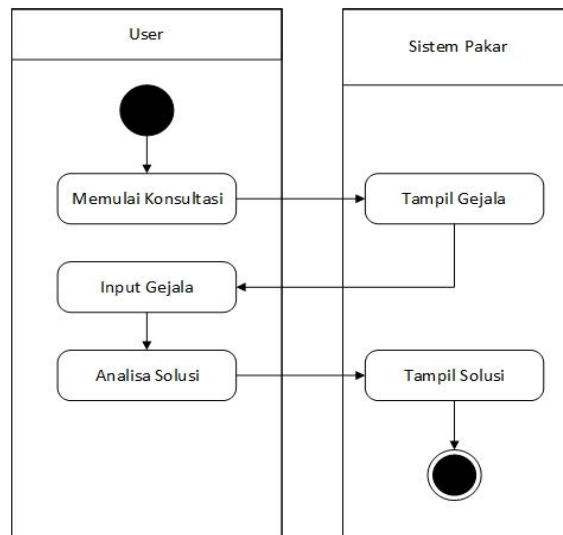 User
Sistem Pakar
Memulai Konsultasi
Tampil Gejala
Input Gejala
Analisa Solusi
Tampil Solusi